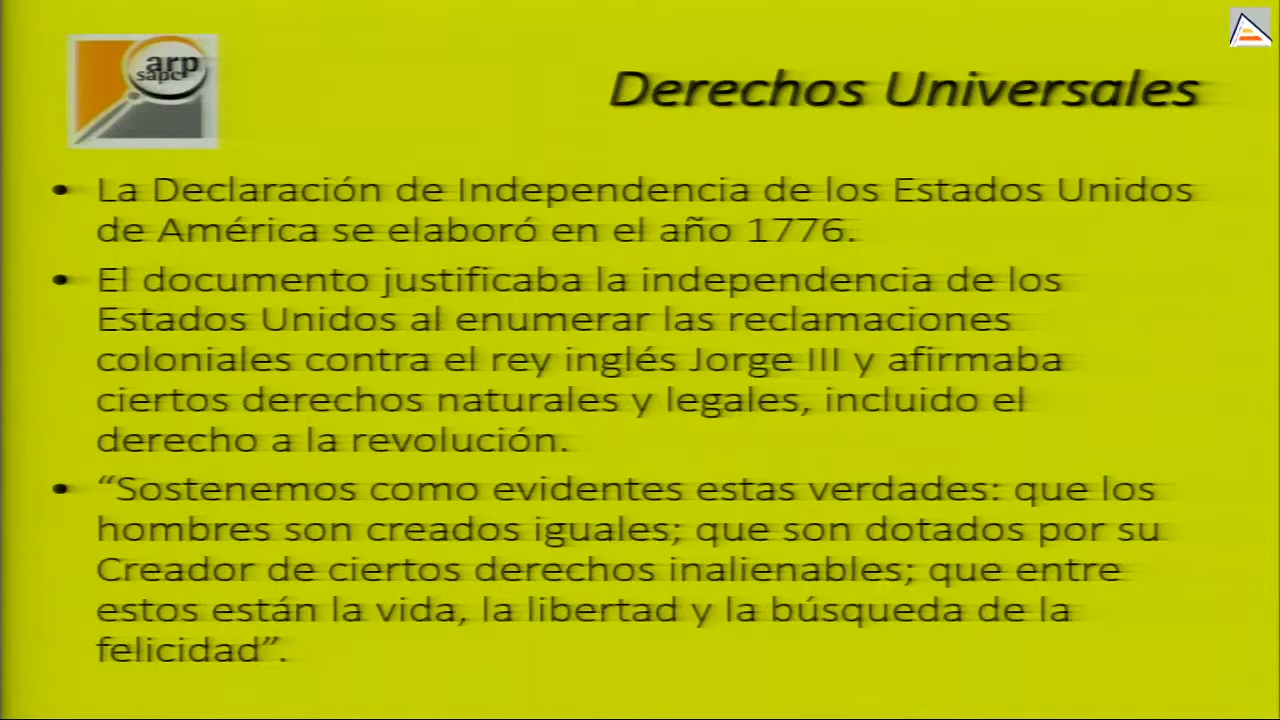 arp
sapc
Derechos Universales
• La Declaración de Independencia de los Estados Unidos
de América se elaboró en el año 1776.
• El documento justificaba la independencia de los
Estados Unidos al enumerar las reclamaciones
coloniales contra el rey inglés Jorge III y afirmaba
ciertos derechos naturales y legales, incluido el
derecho a la revolución.
• “Sostenemos como evidentes estas verdades: que los
hombres son creados iguales; que son dotados por su
Creador de ciertos derechos inalienables; que entre
estos están la vida, la libertad y la búsqueda de la
felicidad”.